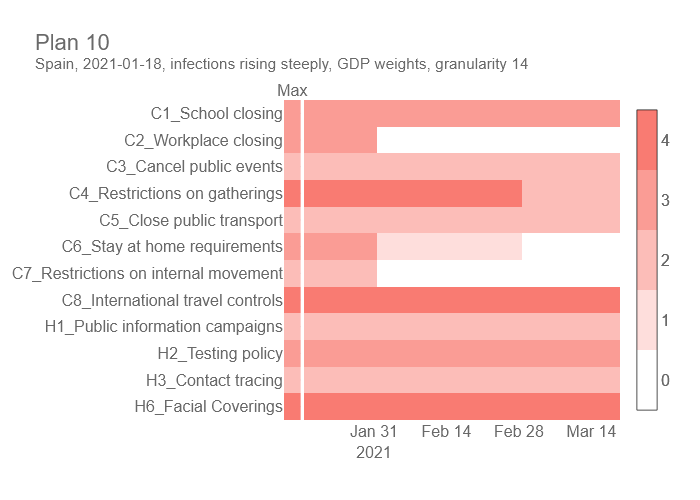 Plan 10
Spain, 2021-01-18, infections rising steeply, GDP weights, granularity 14
Max
C1_School closing
C2_Workplace closing
C3_Cancel public events
C4_Restrictions on gatherings
C5_Close public transport
C6_Stay at home requirements
C7_Restrictions on internal movement
C8_International travel controls
H1_Public information campaigns
H2_Testing policy
H3_Contact tracing
H6_Facial Coverings
Jan 31 Feb 14 Feb 28 Mar 14
2021
4
3
2
1
0